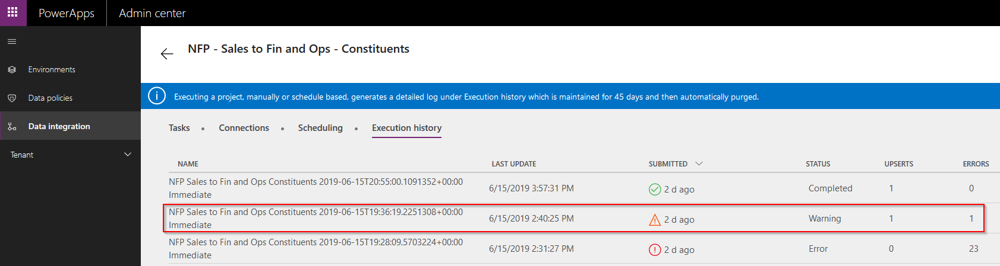 PowerApps Admin center
NFP - Sales to Fin and Ops - Constituents
Environments
Data policies
Data integration
Tenant
Executing a project, manually or schedule based, generates a detailed log under Execution history which is maintained for 45 days and then automatically purged.
Tasks • Connections • Scheduling • Execution history
NAME LAST UPDATE SUBMITTED STATUS UPSERTS ERRORS
NFP Sales to Fin and Ops Constituents 2019-06-15T20:55:00.1091352+00:00
Immediate
6/15/2019 3:57:31 PM 2 d ago Completed 1 0
NFP Sales to Fin and Ops Constituents 2019-06-15T19:36:19.2251308+00:00
Immediate
6/15/2019 2:40:25 PM 2 d ago Warning 1 1
NFP Sales to Fin and Ops Constituents 2019-06-15T19:28:09.5703224+00:00
Immediate
6/15/2019 2:31:27 PM 2 d ago Error 0 23